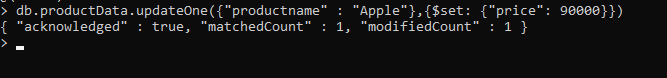 > db.productData.updateOne({"productname" : "Apple"},{$set: {"price": 90000}})
{ "acknowledged" : true, "matchedCount" : 1, "modifiedCount" : 1 }
>